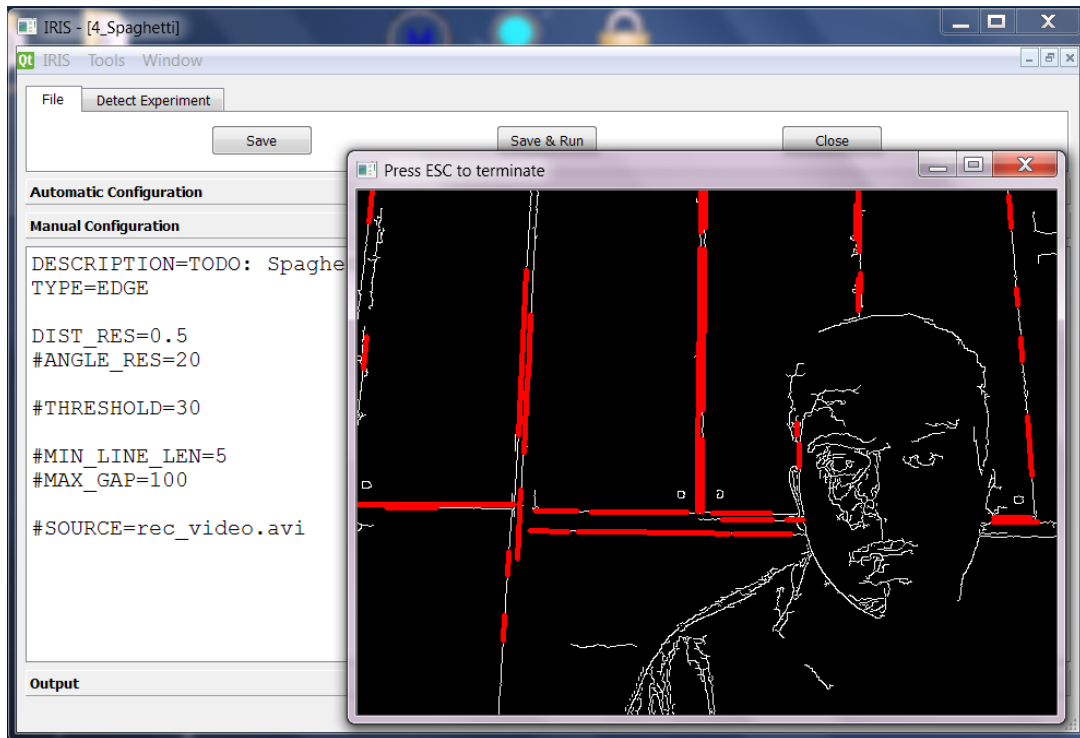 IRIS - [4_Spaghetti]
IRIS Tools Window
File Detect Experiment
Save Save & Run Close
Press ESC to terminate
Automatic Configuration
Manual Configuration
DESCRIPTION=TODO: Spaghe
TYPE=EDGE
DIST_RES=0.5
#ANGLE_RES=20
#THRESHOLD=30
#MIN_LINE_LEN=5
#MAX_GAP=100
#SOURCE=rec_video.avi
Output